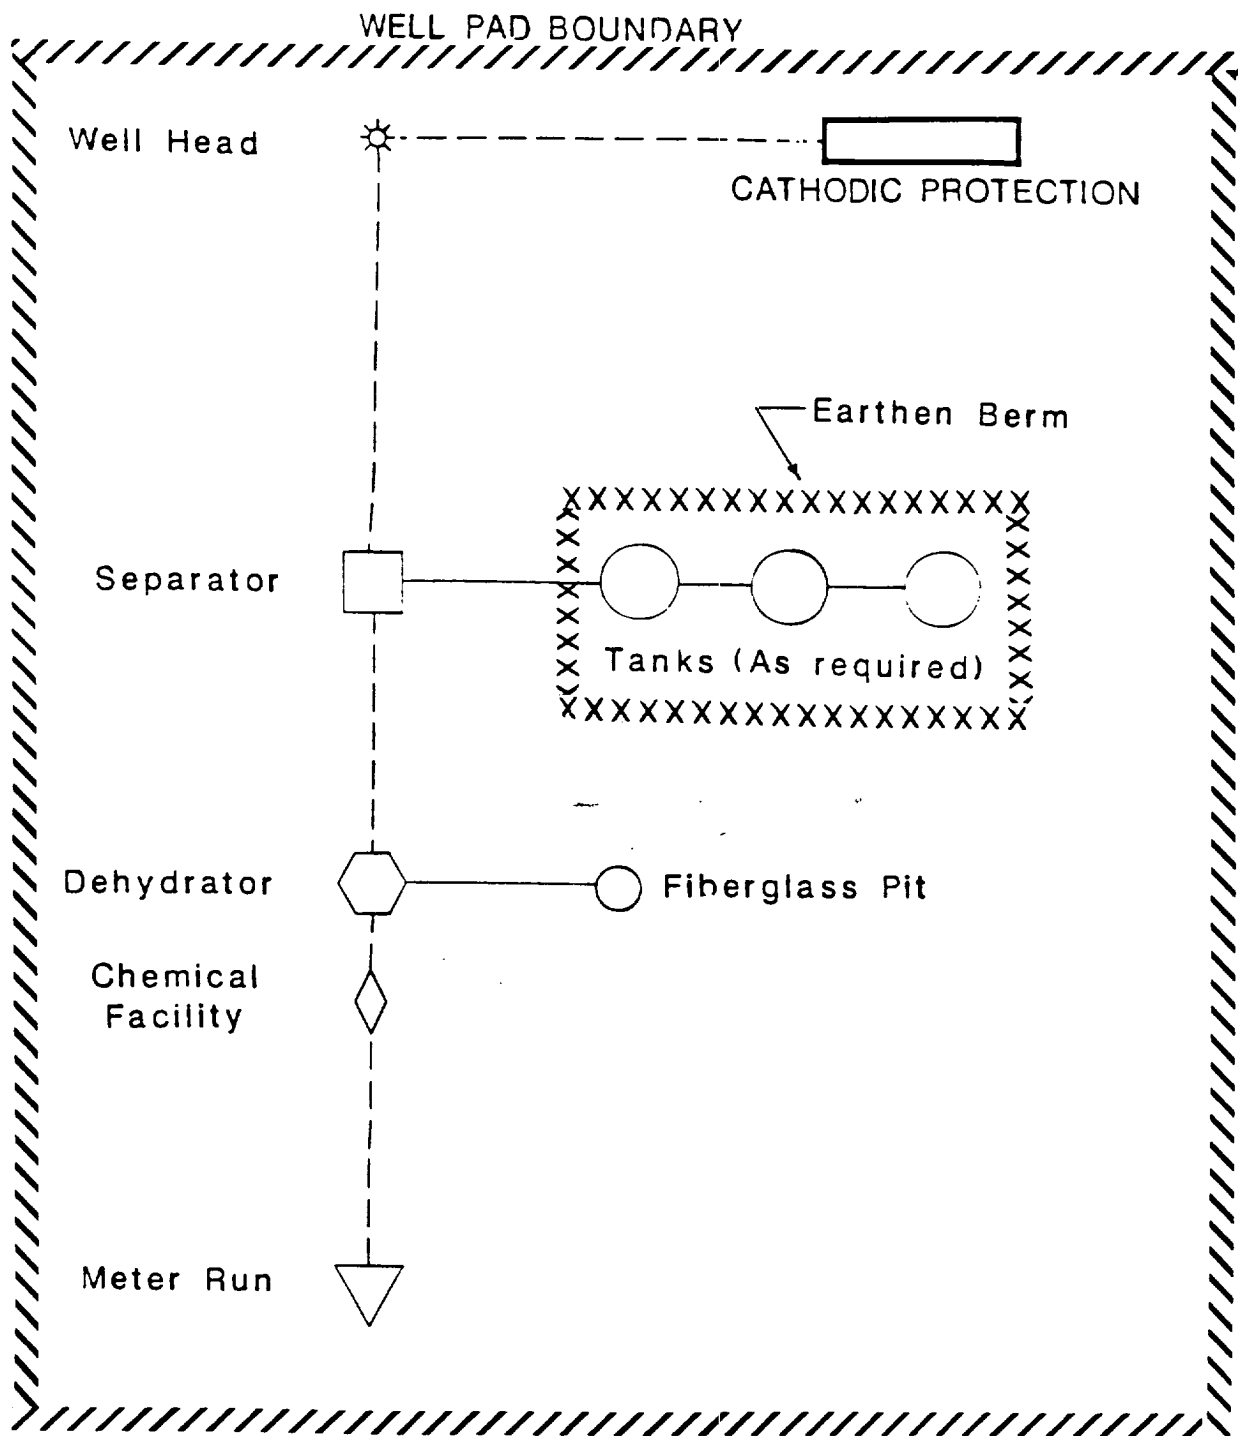 WELL PAD BOUNDARY
Well Head
CATHODIC PROTECTION
Earthen Berm
Separator
Tanks (As required)
Dehydrator
Fiberglass Pit
Chemical
Facility
Meter Run